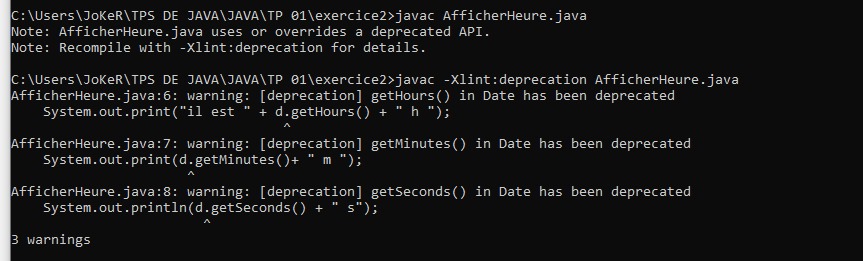 C:\Users\JoKeR\TPS DE JAVA\JAVA\TP 01\exercice2>javac AfficherHeure.java
Note: AfficherHeure.java uses or overrides a deprecated API.
Note: Recompile with -Xlint:deprecation for details.
C:\Users\JoKeR\TPS DE JAVA\JAVA\TP 01\exercice2>javac -Xlint:deprecation AfficherHeure.java
AfficherHeure.java:6: warning: [deprecation] getHours() in Date has been deprecated
System.out.print("il est " + d.getHours() + " h ");
^
AfficherHeure.java:7: warning: [deprecation] getMinutes() in Date has been deprecated
System.out.print(d.getMinutes()+ " m ");
^
AfficherHeure.java:8: warning: [deprecation] getSeconds() in Date has been deprecated
System.out.println(d.getSeconds() + " s");
^
3 warnings